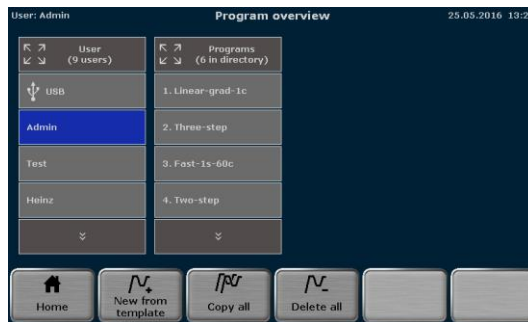 User: Admin
Program overview
25.05.2016 13:2
User
(9 users)
Programs
(6 in directory)
USB
1. Linear-grad-1c
Admin
2. Three-step
Test
3. Fast-1s-60c
Heinz
4. Two-step
Home
New from
template
Copy all
Delete all